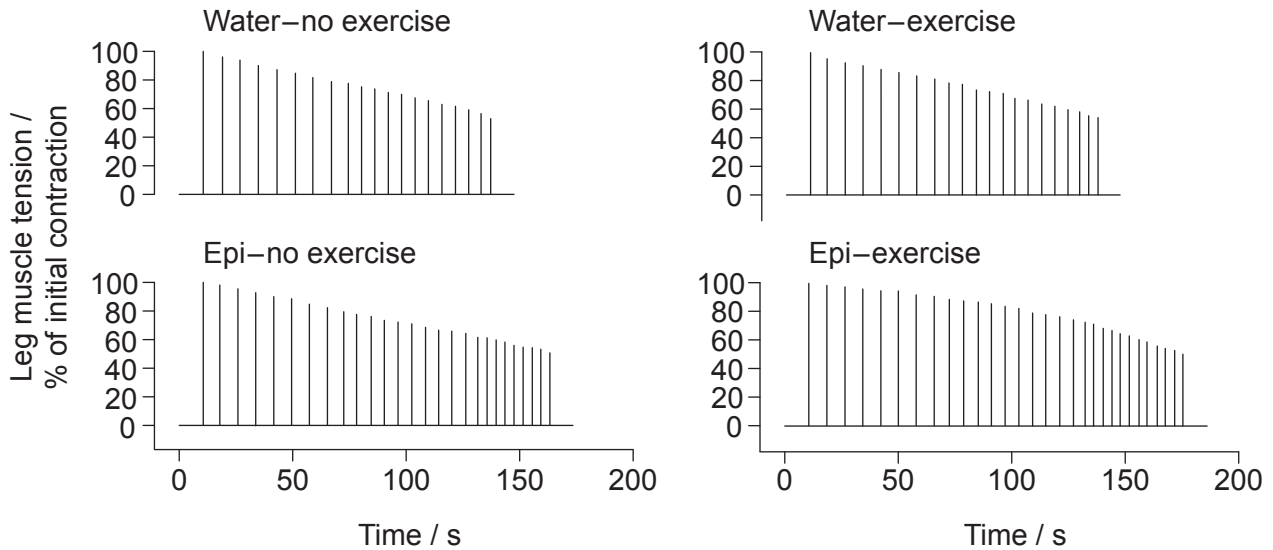 Water–no exercise
Water–exercise
100
80
60
40
20
0
100
80
60
40
20
0
Leg muscle tension /
% of initial contraction
Epi–no exercise
Epi–exercise
100
80
60
40
20
0
100
80
60
40
20
0
0 50 100 150 200
0 50 100 150 200
Time / s
Time / s